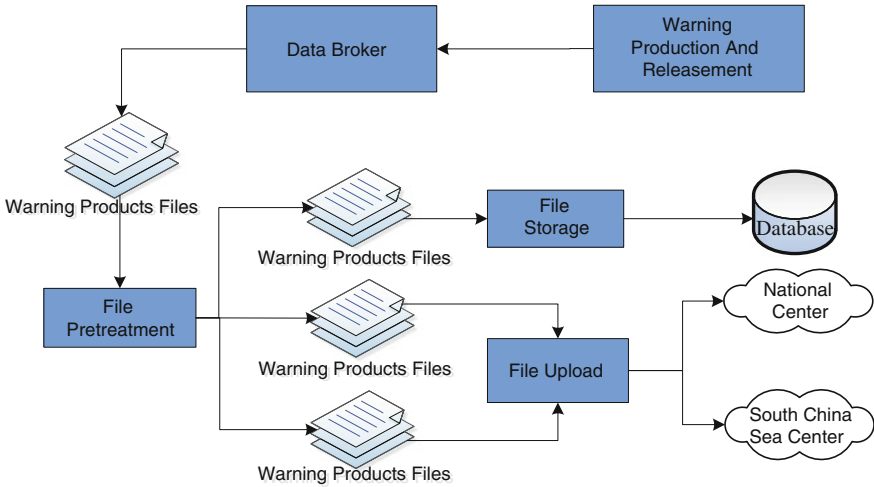 Data Broker
Warning
Production And
Releasement
Warning Products Files
File
Pretreatment
Warning Products Files
File
Storage
Database
Warning Products Files
File Upload
National
Center
South China
Sea Center
Warning Products Files